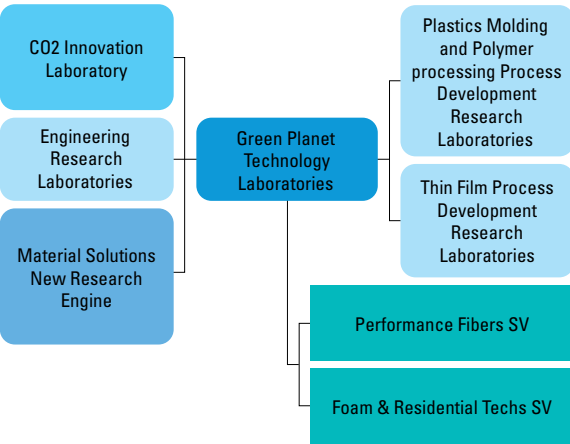 CO2 Innovation
Laboratory
Engineering
Research
Laboratories
Material Solutions
New Research
Engine
Green Planet
Technology
Laboratories
Plastics Molding
and Polymer
processing Process
Development
Research
Laboratories
Thin Film Process
Development
Research
Laboratories
Performance Fibers SV
Foam & Residential Techs SV